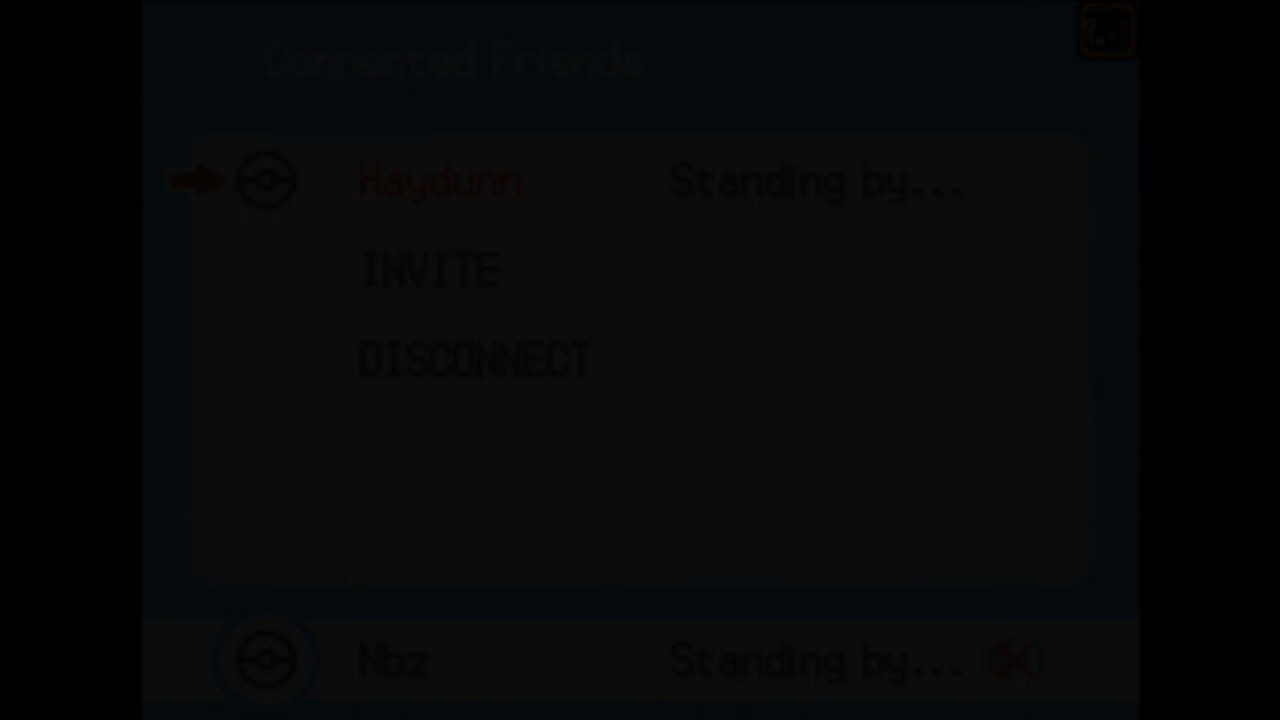 Connected Friends
Haydunn Standing by...
INVITE
DISCONNECT
Nbz Standing by...